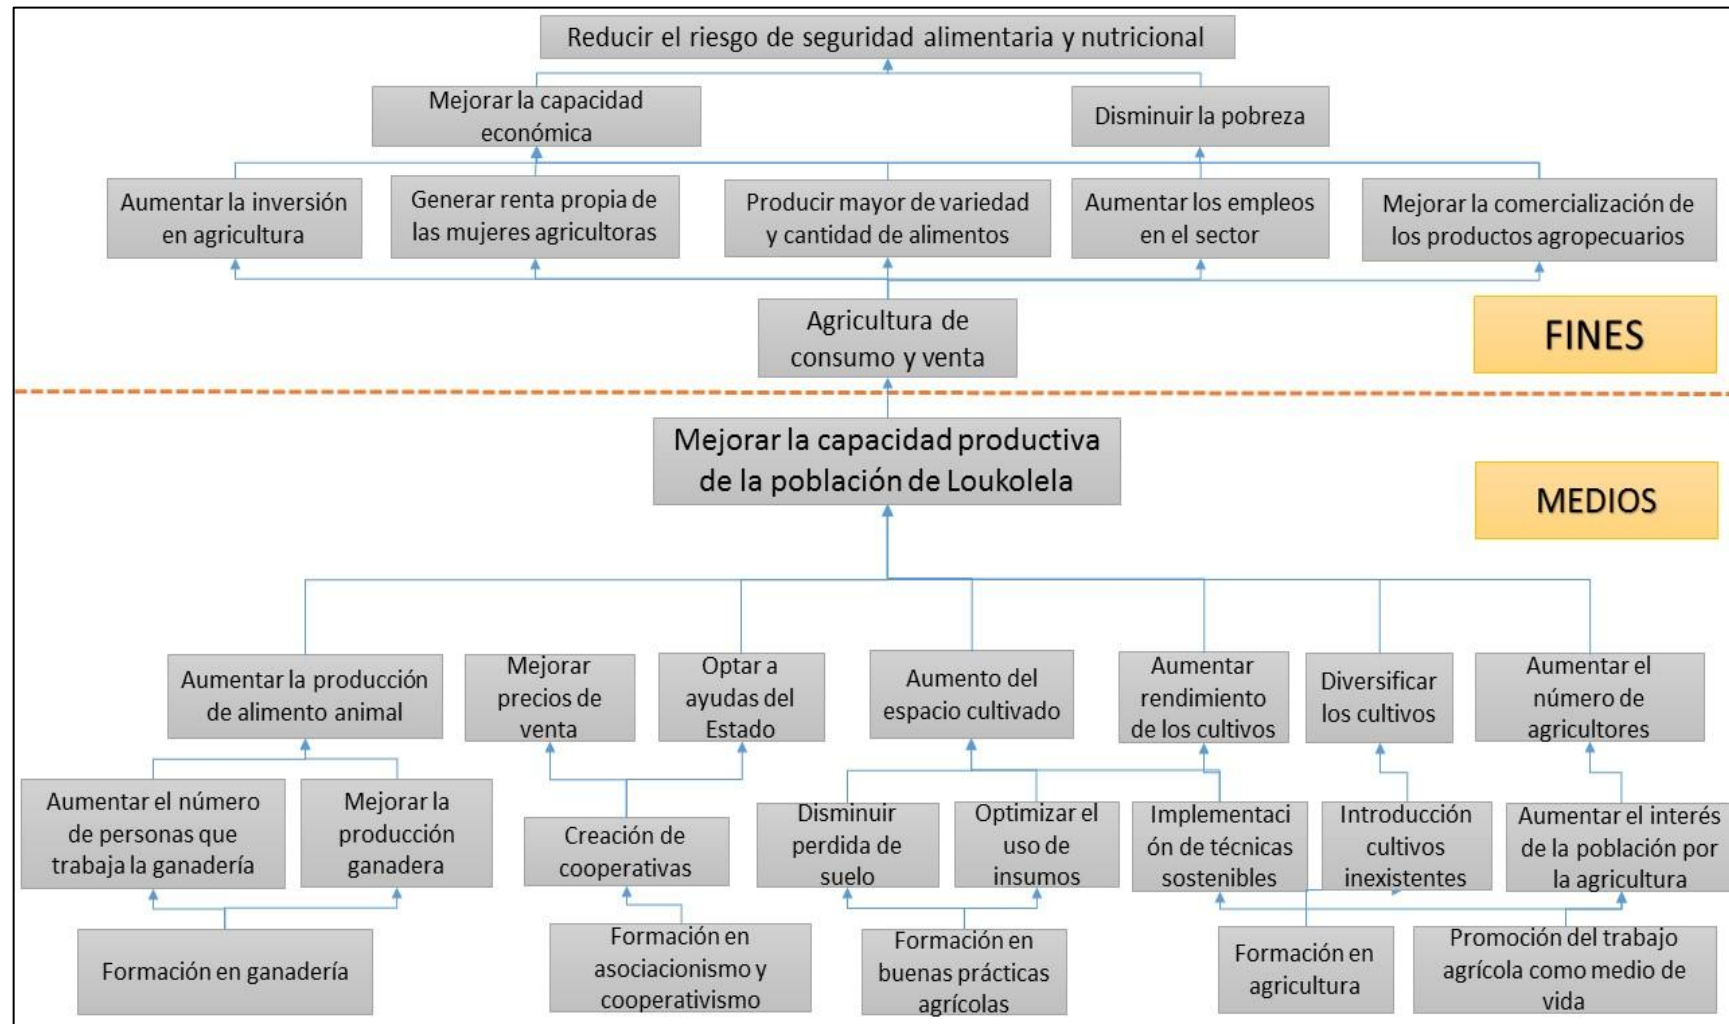 Reducir el riesgo de seguridad alimentaria y nutricional
Mejorar la capacidad
económica
Disminuir la pobreza
Aumentar la inversión
en agricultura
Generar renta propia de
las mujeres agricultoras
Producir mayor de variedad
y cantidad de alimentos
Aumentar los empleos
en el sector
Mejorar la comercialización de
los productos agropecuarios
Agricultura de
consumo y venta
FINES
Mejorar la capacidad productiva
de la población de Loukolela
MEDIOS
Aumentar la producción
de alimento animal
Mejorar
precios de
venta
Optar a
ayudas del
Estado
Aumento del
espacio cultivado
Aumentar
rendimiento
de los cultivos
Diversificar
los cultivos
Aumentar el
número de
agricultores
Aumentar el número
de personas que
trabaja la ganadería
Mejorar la
producción
ganadera
Creación de
cooperativas
Disminuir
perdida de
suelo
Optimizar el
uso de
insumos
Implementaci
ón de técnicas
sostenibles
Introducción
cultivos
inexistentes
Aumentar el interés
de la población por
la agricultura
Formación en ganadería
Formación en
asociacionismo y
cooperativismo
Formación en
buenas prácticas
agrícolas
Formación en
agricultura
Promoción del trabajo
agrícola como medio de
vida